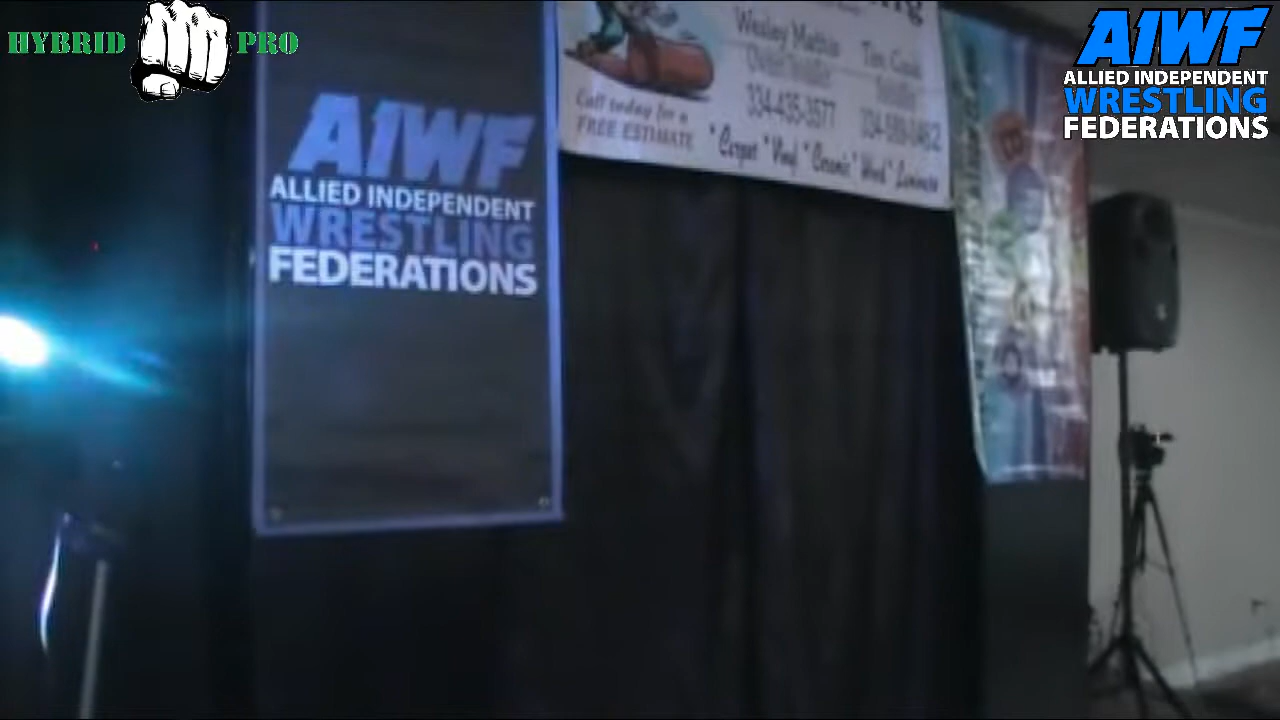 HYBRID PRO
AIWF
ALLIED INDEPENDENT
WRESTLING
FEDERATIONS
AIWF
ALLIED INDEPENDENT
WRESTLING
FEDERATIONS
Wesley Mathis
Tim
334-435-3577
Call today for a
FREE ESTIMATE
*Carpet *Vinyl *Ceramic *Wood *Laminate